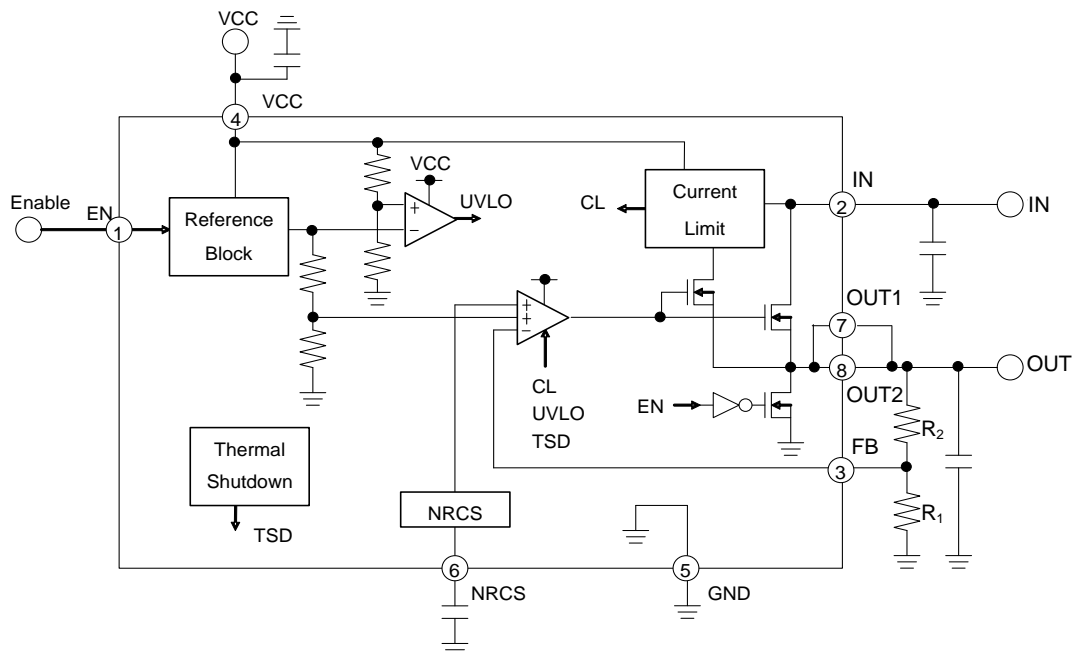 VCC
VCC
4
VCC
UVLO
+
−
Enable
EN
1
Reference
Block
CL
Current
Limit
IN
2
IN
+
+
−
CL
UVLO
TSD
OUT1
7
8
OUT
OUT2
EN
R2
FB
3
R1
Thermal
Shutdown
TSD
NRCS
6
NRCS
5
GND